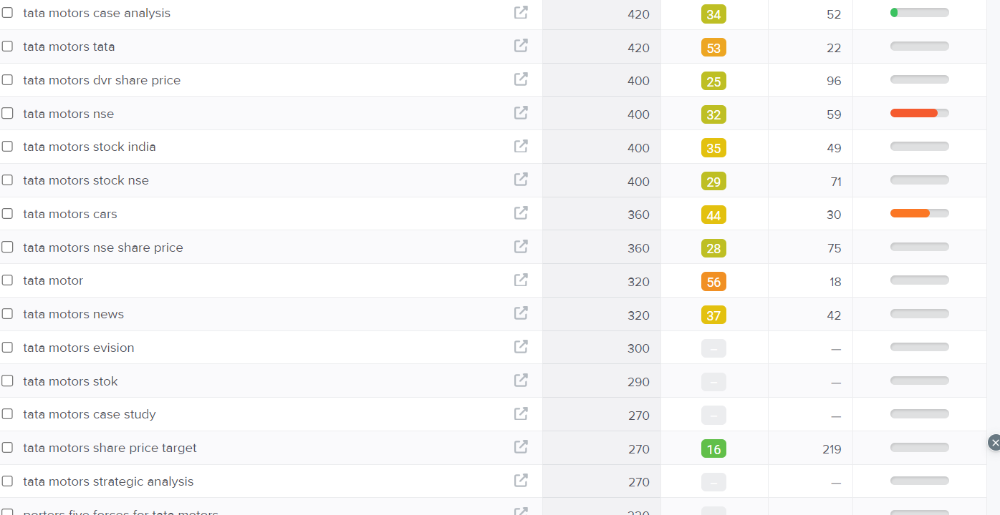 tata motors case analysis 420 34 52
tata motors tata 420 53 22
tata motors dvr share price 400 25 96
tata motors nse 400 32 59
tata motors stock india 400 35 49
tata motors stock nse 400 29 71
tata motors cars 360 44 30
tata motors nse share price 360 28 75
tata motor 320 56 18
tata motors news 320 37 42
tata motors evision 300 – —
tata motors stok 290 – —
tata motors case study 270 – —
tata motors share price target 270 16 219
tata motors strategic analysis 270 – —
porters five forces for tata motors